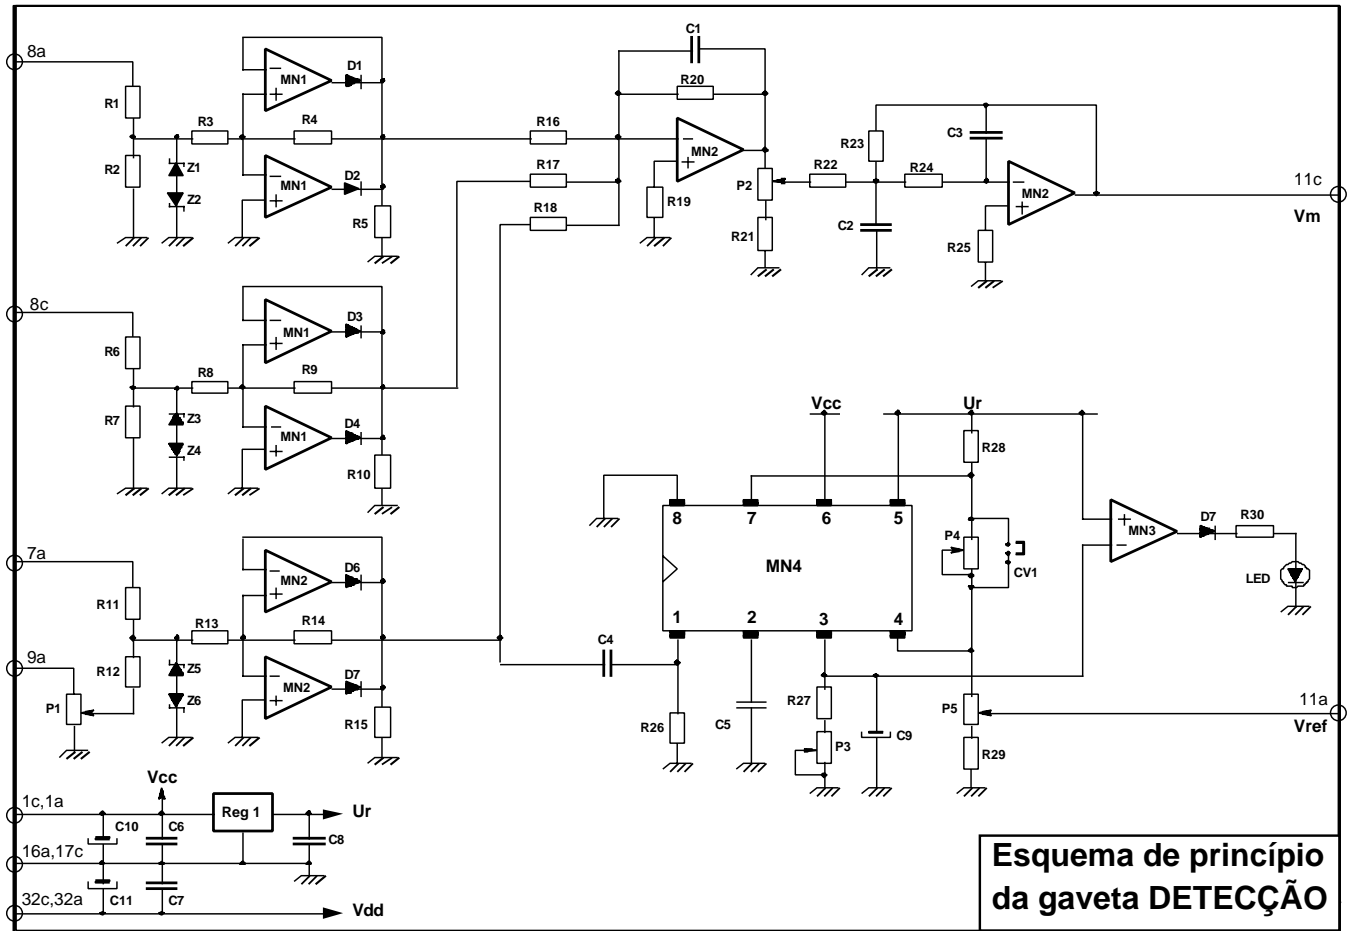 8a
R1
R2
Z1
Z2
R3
R4
MN1
MN1
D1
D2
R5
C1
R20
R16
R17
R18
MN2
R19
P2
R21
R22
R23
R24
C2
C3
MN2
R25
11c
Vm
8c
R6
R7
Z3
Z4
R8
R9
MN1
MN1
D3
D4
R10
Vcc
Ur
R28
8
7
6
5
MN4
1
2
3
4
P4
CV1
MN3
D7
R30
LED
7a
R11
9a
R12
P1
Z5
Z6
R13
R14
MN2
MN2
D6
D7
R15
C4
R26
C5
R27
P3
C9
P5
R29
11a
Vref
Vcc
1c,1a
C10
C6
Reg 1
Ur
C8
16a,17c
C11
C7
32c,32a
Vdd
Esquema de princípio
da gaveta DETECÇÃO